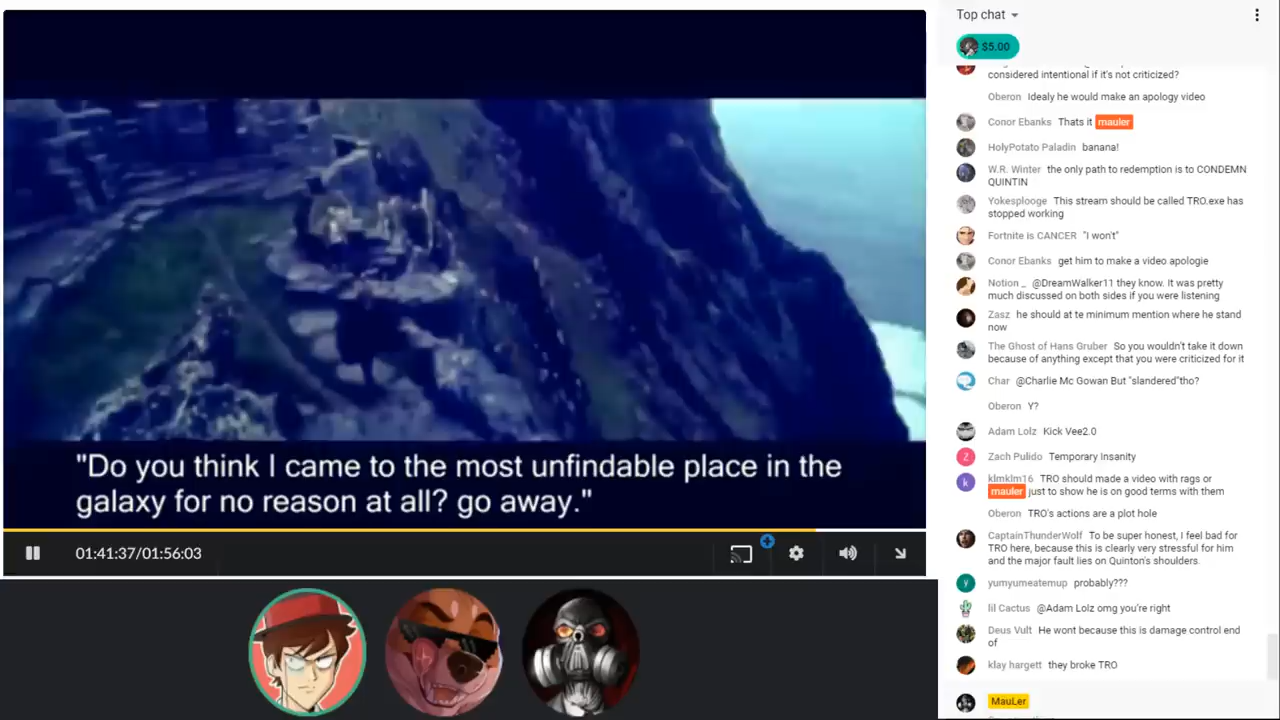 Top chat
$5.00
considered intentional if it's not criticized?
Oberon Idealy he would make an apology video
Conor Ebanks Thats it mauler
HolyPotato Paladin banana!
W.R. Winter the only path to redemption is to CONDEMN
QUINTIN
Yokesplooge This stream should be called TRO.exe has
stopped working
Fortnite is CANCER "I won't"
Conor Ebanks get him to make a video apologie
Notion _ @DreamWalker11 they know. It was pretty
much discussed on both sides if you were listening
Zasz he should at te minimum mention where he stand
now
The Ghost of Hans Gruber So you wouldn't take it down
because of anything except that you were criticized for it
Char @Charlie Mc Gowan But "slandered"tho?
Oberon Y?
Adam Lolz Kick Vee2.0
Z
Zach Pulido Temporary Insanity
k
klmklm16 TRO should made a video with rags or
mauler just to show he is on good terms with them
Oberon TRO's actions are a plot hole
CaptainThunderWolf To be super honest, I feel bad for
TRO here, because this is clearly very stressful for him
and the major fault lies on Quinton's shoulders.
y
yumyumeatemup probably???
lil Cactus @Adam Lolz omg you're right
Deus Vult He wont because this is damage control end
of
klay hargett they broke TRO
MauLer
"Do you think I came to the most unfindable place in the
galaxy for no reason at all? go away."
01:41:37/01:56:03